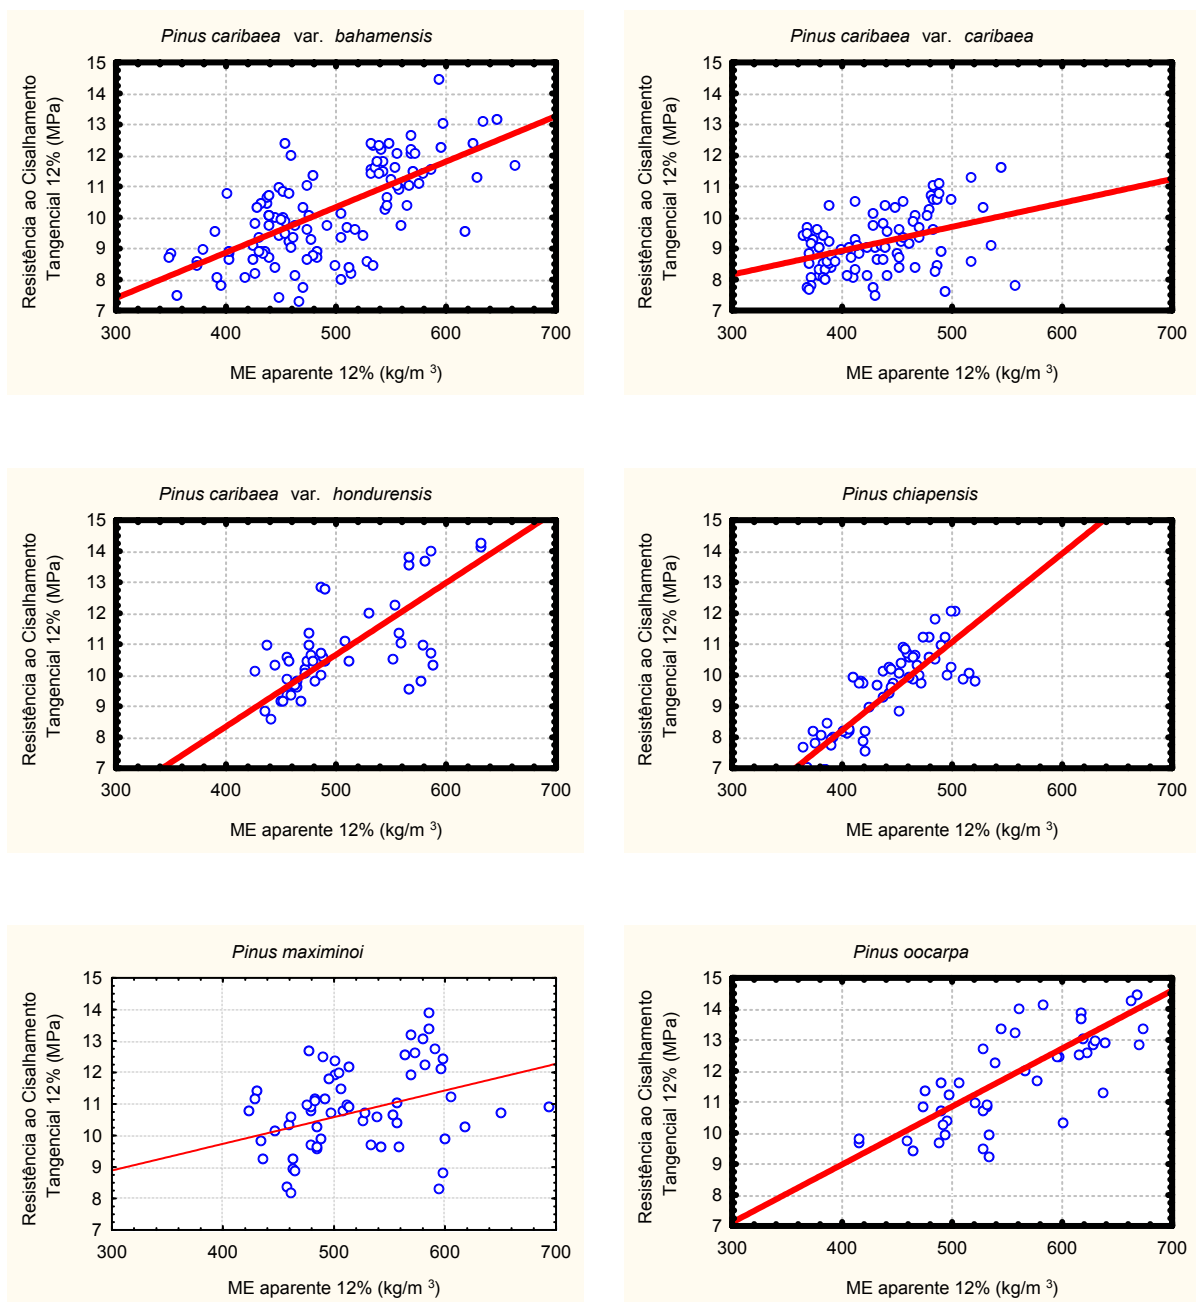 Pinus caribaea var. bahamensis
Resistência ao Cisalhamento
Tangencial 12% (MPa)
15
14
13
12
11
10
9
8
7
300 400 500 600 700
ME aparente 12% (kg/m ³)
Pinus caribaea var. caribaea
Resistência ao Cisalhamento
Tangencial 12% (MPa)
15
14
13
12
11
10
9
8
7
300 400 500 600 700
ME aparente 12% (kg/m ³)
Pinus caribaea var. hondurensis
Resistência ao Cisalhamento
Tangencial 12% (MPa)
15
14
13
12
11
10
9
8
7
300 400 500 600 700
ME aparente 12% (kg/m ³)
Pinus chiapensis
Resistência ao Cisalhamento
Tangencial 12% (MPa)
15
14
13
12
11
10
9
8
7
300 400 500 600 700
ME aparente 12% (kg/m ³)
Pinus maximinoi
Resistência ao Cisalhamento
Tangencial 12% (MPa)
15
14
13
12
11
10
9
8
7
300 400 500 600 700
ME aparente 12% (kg/m ³)
Pinus oocarpa
Resistência ao Cisalhamento
Tangencial 12% (MPa)
15
14
13
12
11
10
9
8
7
300 400 500 600 700
ME aparente 12% (kg/m ³)